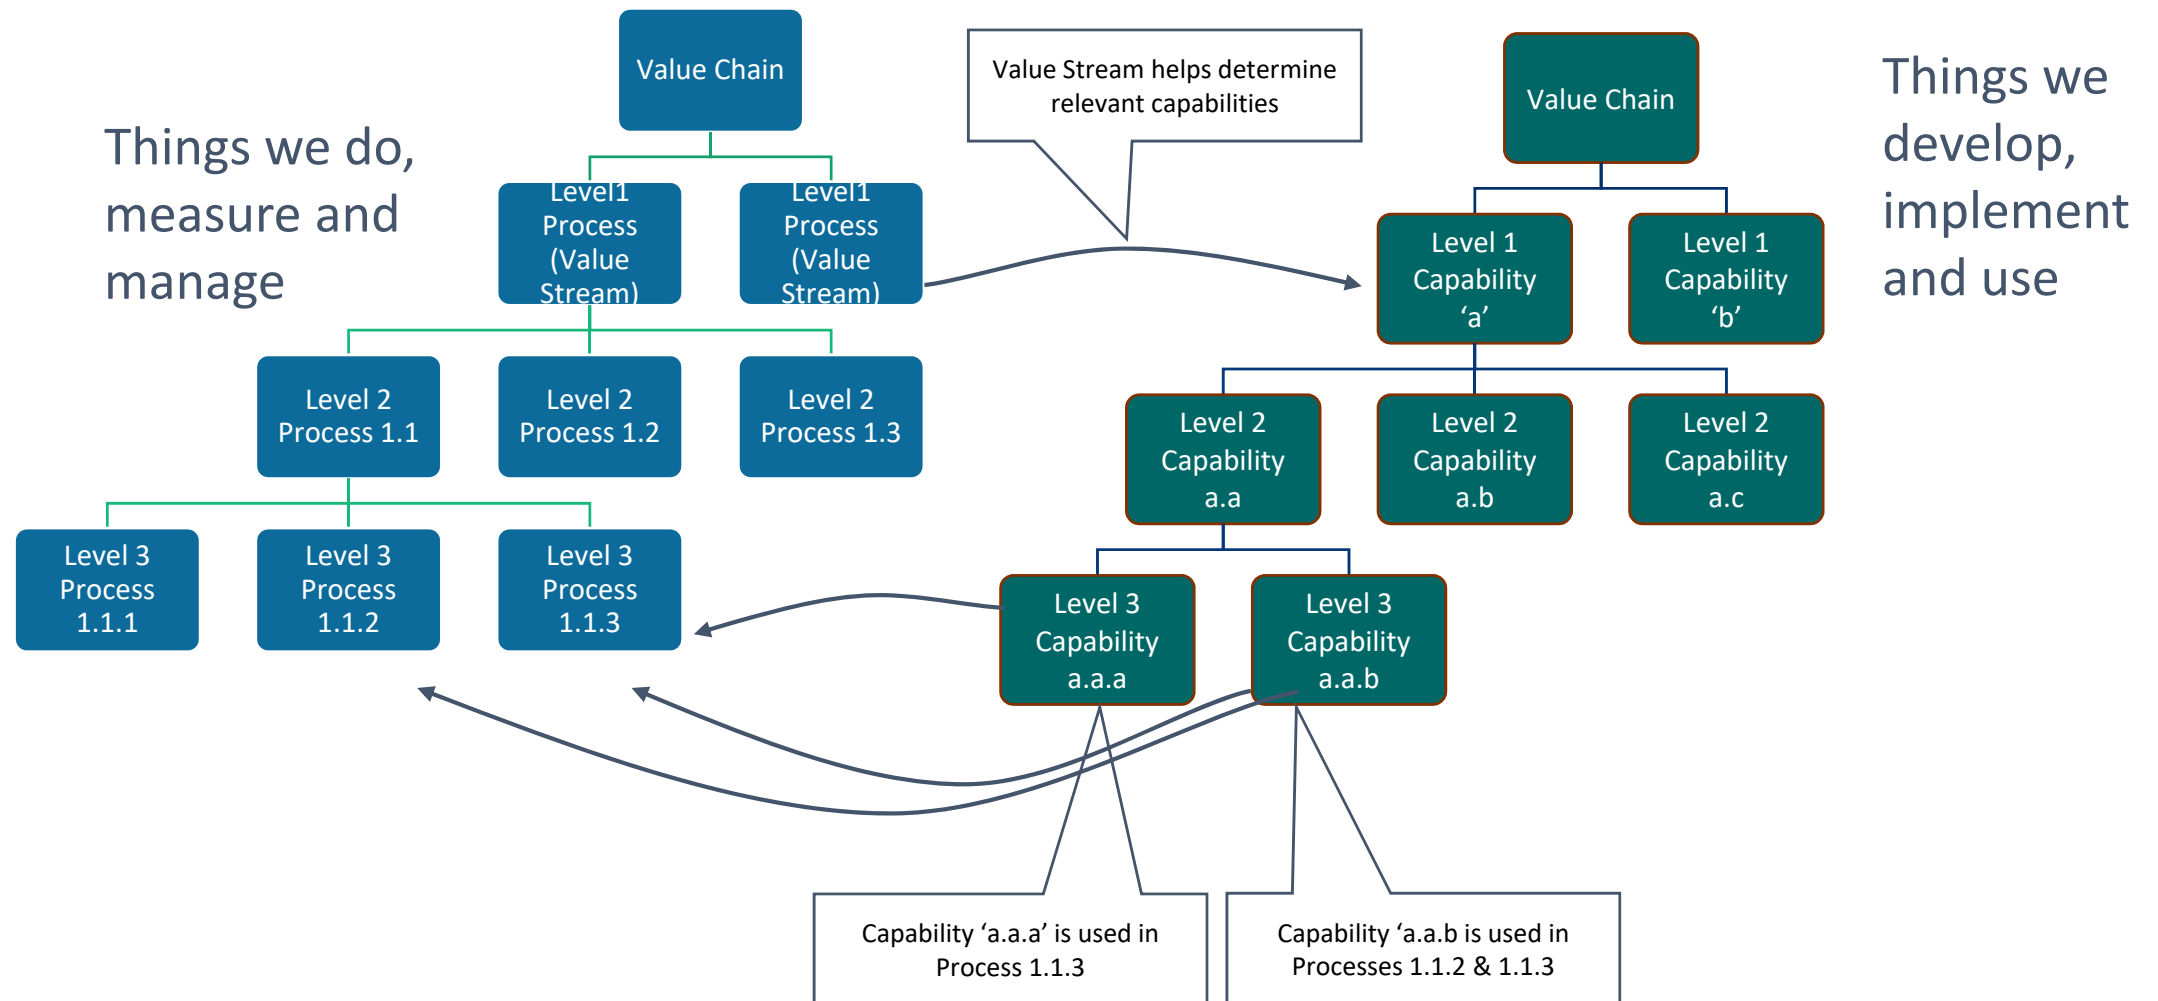 Value Chain
Value Stream helps determine
relevant capabilities
Value Chain
Things we do,
measure and
manage
Things we
develop,
implement
and use
Level1
Process
(Value
Stream)
Level1
Process
(Value
Stream)
Level 1
Capability
‘a’
Level 1
Capability
‘b’
Level 2
Process 1.1
Level 2
Process 1.2
Level 2
Process 1.3
Level 2
Capability
a.a
Level 2
Capability
a.b
Level 2
Capability
a.c
Level 3
Process
1.1.1
Level 3
Process
1.1.2
Level 3
Process
1.1.3
Level 3
Capability
a.a.a
Level 3
Capability
a.a.b
Capability ‘a.a.a’ is used in
Process 1.1.3
Capability ‘a.a.b is used in
Processes 1.1.2 & 1.1.3